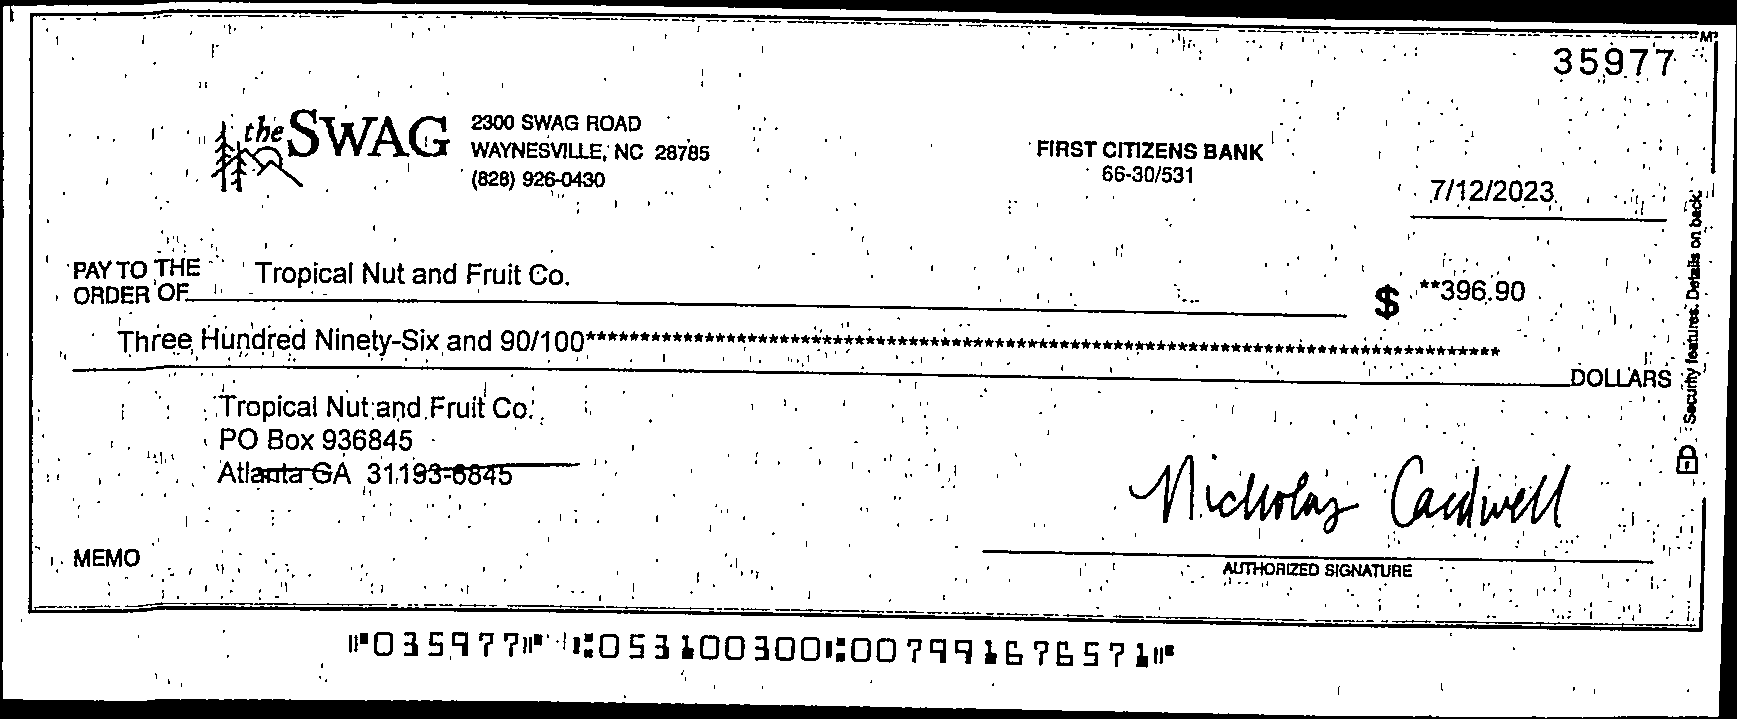 35977
the SWAG
2300 SWAG ROAD
WAYNESVILLE, NC 28785
(828) 926-0430
FIRST CITIZENS BANK
66-30/531
7/12/2023
PAY TO THE
ORDER OF Tropical Nut and Fruit Co.
$ **396.90
Three Hundred Ninety-Six and 90/100**********************************************************************************************
DOLLARS
Tropical Nut and Fruit Co.
PO Box 936845
Atlanta GA 31193-6845
Nicholas Cardwell
MEMO
AUTHORIZED SIGNATURE
Security features. Details on back.
⑈035977⑈ ⑆053100300⑆007991676571⑈